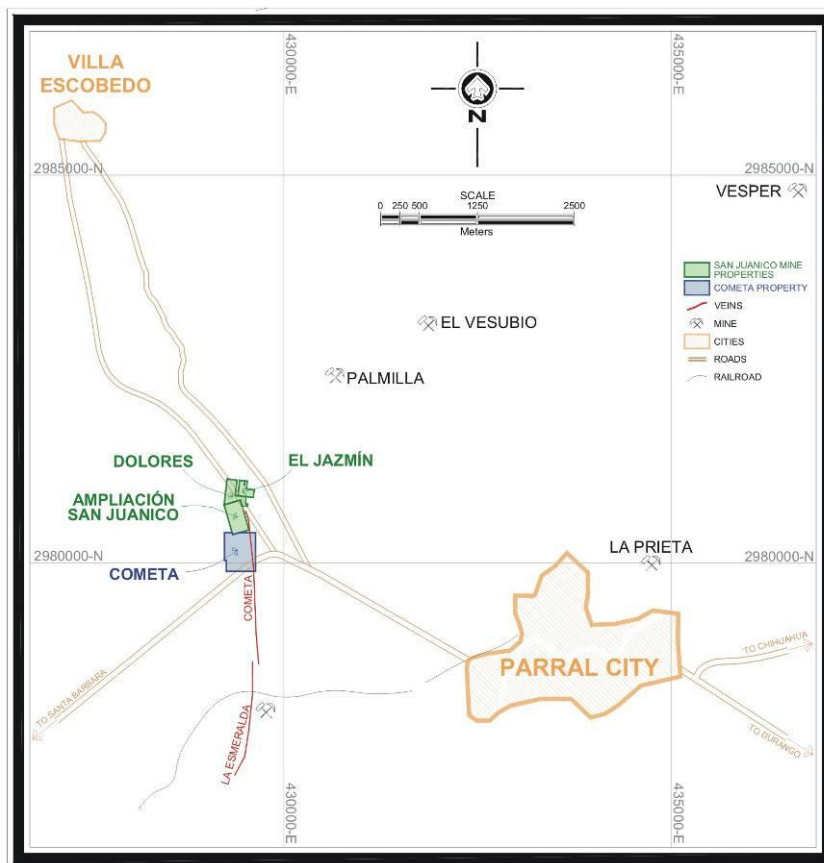 430000-E
435000-E
VILLA
ESCOBEDO
N
2985000-N
2985000-N
VESPER
SCALE
0 250 500 1250 2500
Meters
SAN JUANICO MINE
PROPERTIES
COMETA PROPERTY
VEINS
MINE
CITIES
ROADS
RAILROAD
EL VESUBIO
PALMILLA
DOLORES
EL JAZMÍN
AMPLIACIÓN
SAN JUANICO
2980000-N
2980000-N
LA PRIETA
COMETA
COMETA
PARRAL CITY
TO CHIHUAHUA
TO SANTA BARBARA
TO DURANGO
LA ESMERALDA
430000-E
435000-E